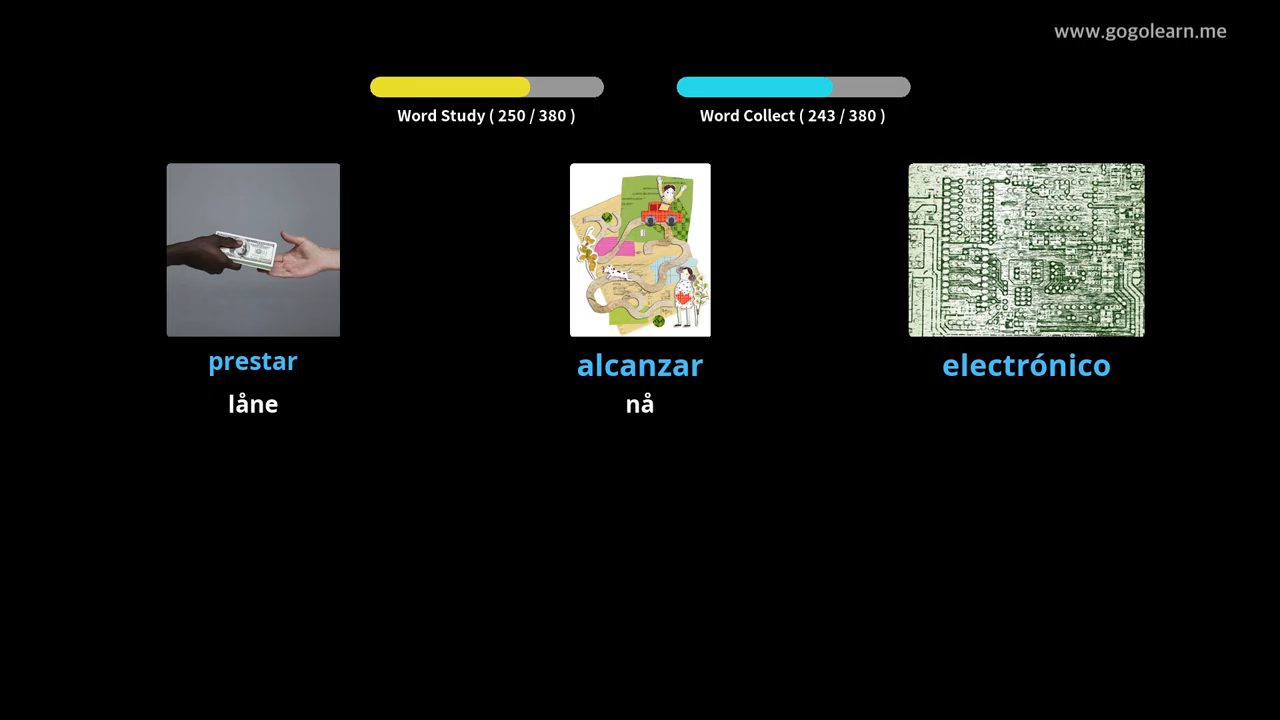 www.gogolearn.me
Word Study ( 250 / 380 )
Word Collect ( 243 / 380 )
prestar
låne
alcanzar
nå
electrónico